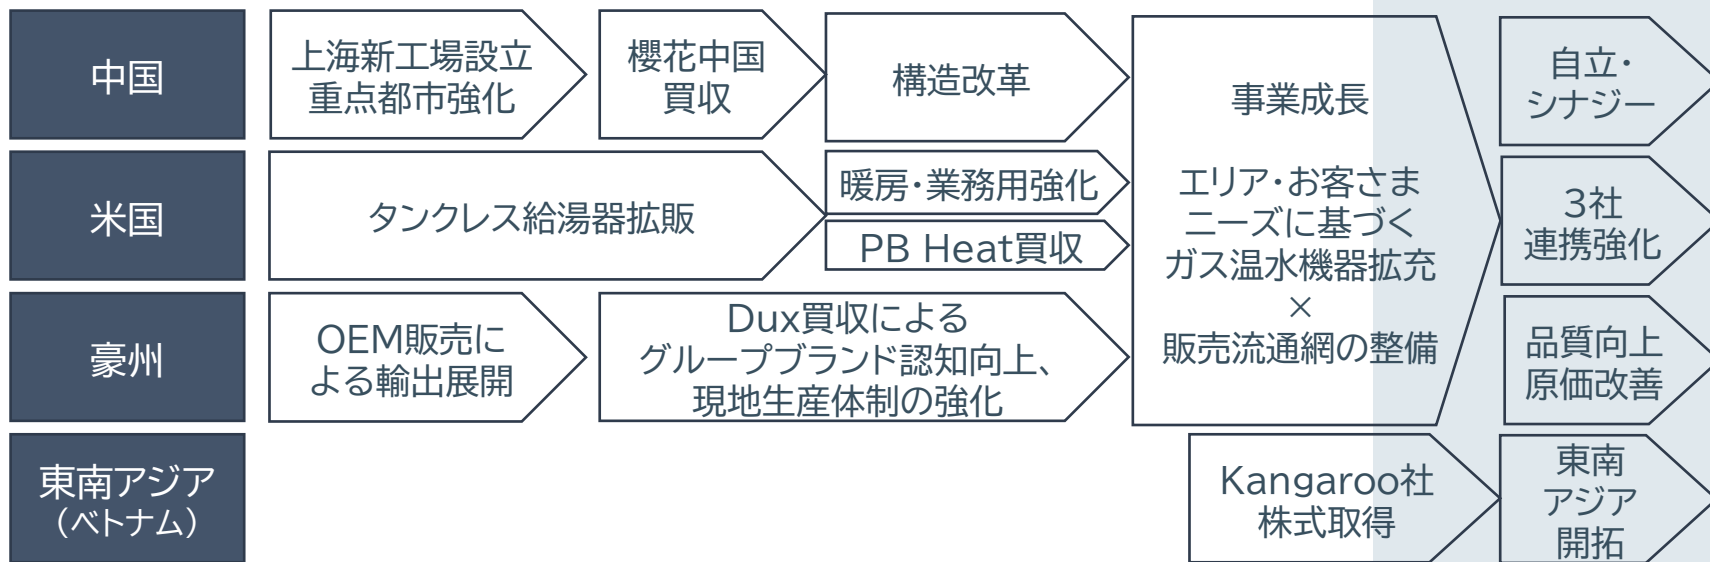 中国
上海新工場設立
重点都市強化
櫻花中国
買収
構造改革
事業成長
エリア・お客さま
ニーズに基づく
ガス温水機器拡充
×
販売流通網の整備
自立・
シナジー
米国
タンクレス給湯器拡販
暖房・業務用強化
PB Heat買収
3社
連携強化
豪州
OEM販売に
よる輸出展開
Dux買収による
グループブランド認知向上、
現地生産体制の強化
品質向上
原価改善
東南アジア
（ベトナム）
Kangaroo社
株式取得
東南
アジア
開拓